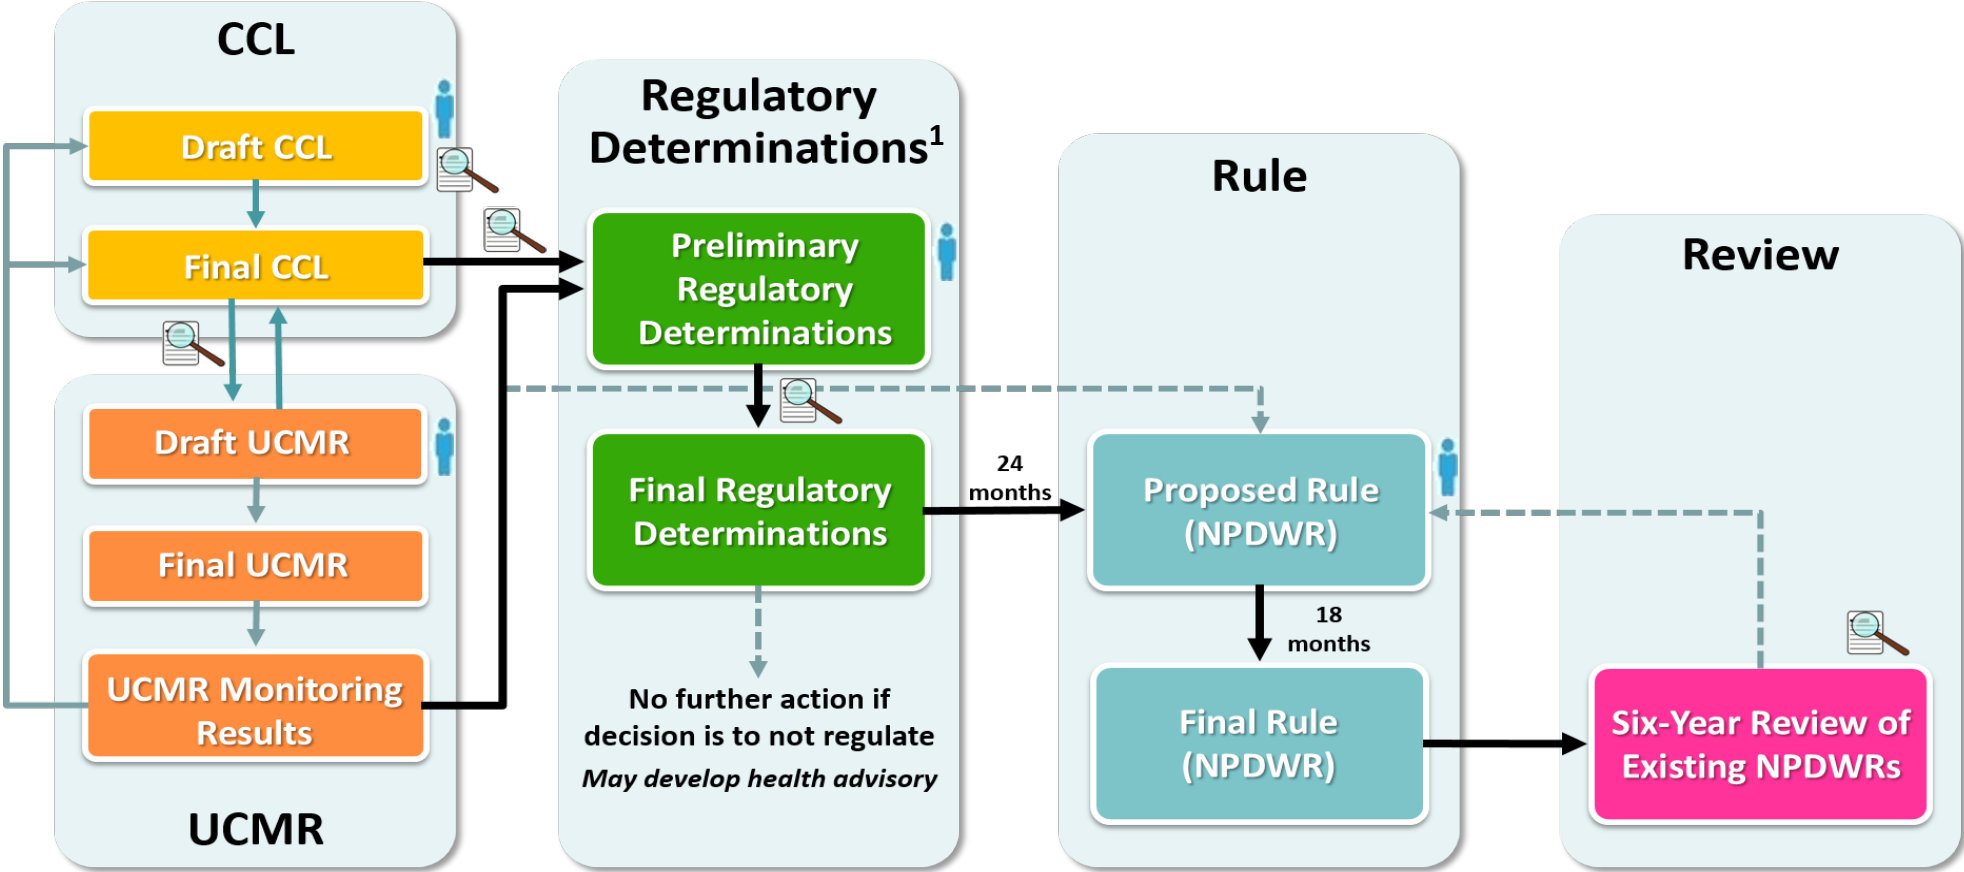 CCL
Draft CCL
Final CCL
Draft UCMR
Final UCMR
UCMR Monitoring
Results
UCMR
Regulatory
Determinations1
Preliminary
Regulatory
Determinations
Final Regulatory
Determinations
No further action if
decision is to not regulate
May develop health advisory
24
months
Rule
Proposed Rule
(NPDWR)
18
months
Final Rule
(NPDWR)
Review
Six-Year Review of
Existing NPDWRs